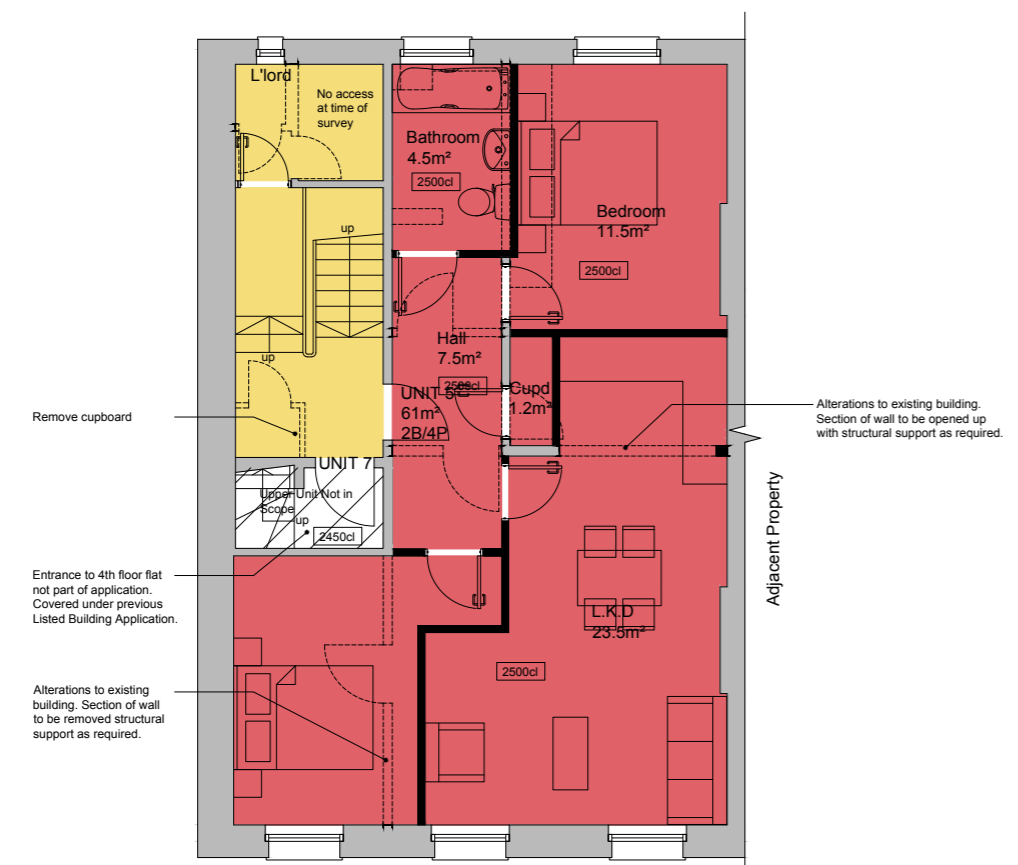 L'lord
No access
at time of
survey
Bathroom
4.5m²
2500cl
Bedroom
11.5m²
2500cl
up
up
Hall
7.5m²
2500cl
UNIT 5
61m²
2B/4P
Cupd
1.2m²
Remove cupboard
Alterations to existing building.
Section of wall to be opened up
with structural support as required.
UNIT 7
Upper Unit Not in
Scope
up
2450cl
Adjacent Property
Entrance to 4th floor flat
not part of application.
Covered under previous
Listed Building Application.
L.K.D
23.5m²
2500cl
Alterations to existing
building. Section of wall
to be removed structural
support as required.